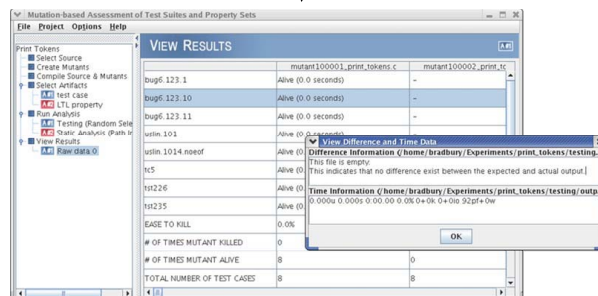 Mutation-based Assessment of Test Suites and Property Sets
File Project Options Help
Print Tokens
Select Source
Create Mutants
Compile Source & Mutants
Select Artifacts
test case
LTL property
Run Analysis
Testing (Random Sele
Static Analysis (Path In
View Results
Raw data 0
VIEW RESULTS
mutant100001_print_tokens.c mutant100002_print_tc
bug6.123.1 Alive (0.0 seconds) -
bug6.123.10 Alive (0.0 seconds) -
bug6.123.11 Alive (0.0 seconds) -
uslin.101 Alive (0.0 seconds) -
uslin.1014.noeof Alive (0.
tc5 Alive (0.
tst226 Alive (0.
tst235 Alive (0.
EASE TO KILL 0.0%
# OF TIMES MUTANT KILLED 0
# OF TIMES MUTANT ALIVE 8 0
TOTAL NUMBER OF TEST CASES 8 8
View Difference and Time Data
Difference Information (/home/bradbury/Experiments/print_tokens/testing.
This file is empty.
This indicates that no difference exist between the expected and actual output.
Time Information (/home/bradbury/Experiments/print_tokens/testing/outp
0.000u 0.000s 0:00.00 0.0% 0+0k 0+0io 92pf+0w
OK